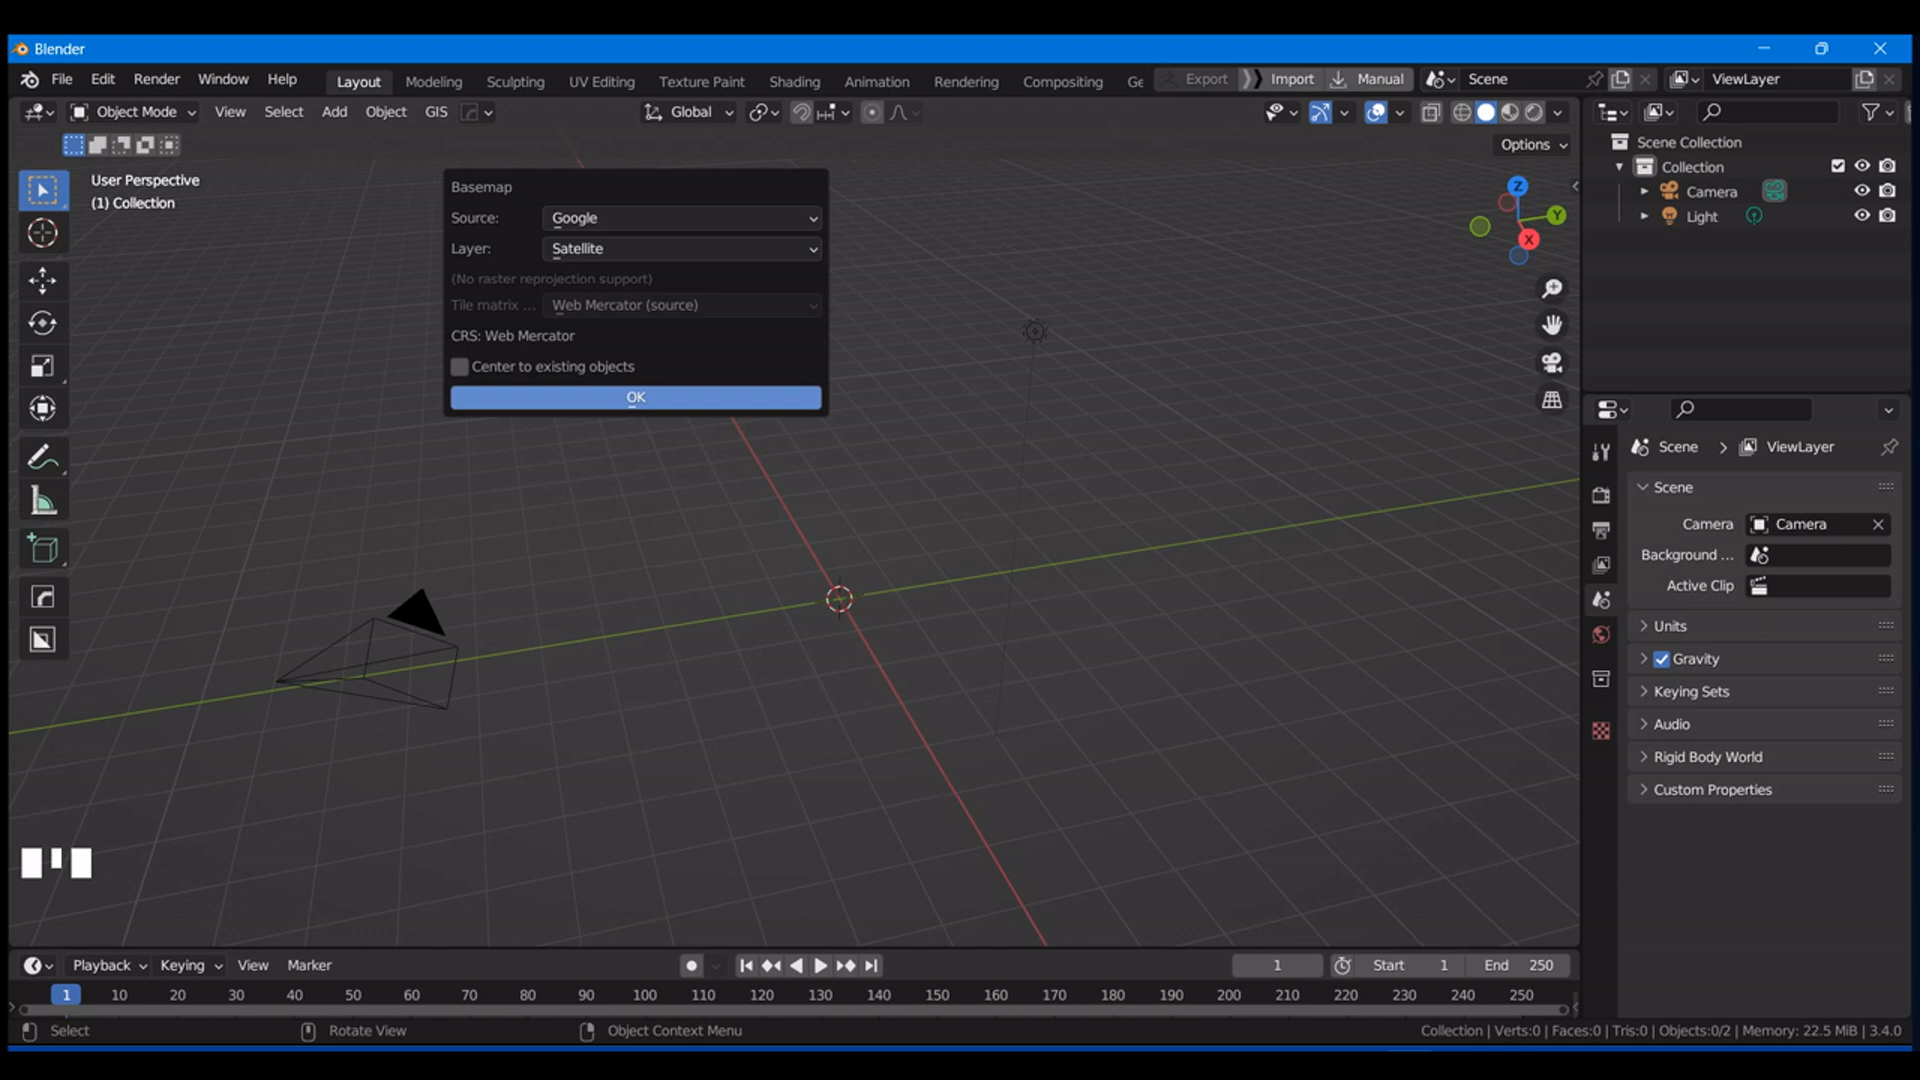 Blender
File Edit Render Window Help Layout Modeling Sculpting UV Editing Texture Paint Shading Animation Rendering Compositing Ge Export Import Manual Scene ViewLayer
Object Mode View Select Add Object GIS Global
Options
User Perspective
(1) Collection
Z
Y
X
Basemap
Source: Google
Layer: Satellite
(No raster reprojection support)
Tile matrix ... Web Mercator (source)
CRS: Web Mercator
Center to existing objects
OK
Scene Collection
Collection
Camera
Light
Scene > ViewLayer
Scene
Camera Camera
Background ...
Active Clip
Units
Gravity
Keying Sets
Audio
Rigid Body World
Custom Properties
Playback Keying View Marker 1 Start 1 End 250
1 10 20 30 40 50 60 70 80 90 100 110 120 130 140 150 160 170 180 190 200 210 220 230 240 250
Select Rotate View Object Context Menu Collection | Verts:0 | Faces:0 | Tris:0 | Objects:0/2 | Memory: 22.5 MiB | 3.4.0